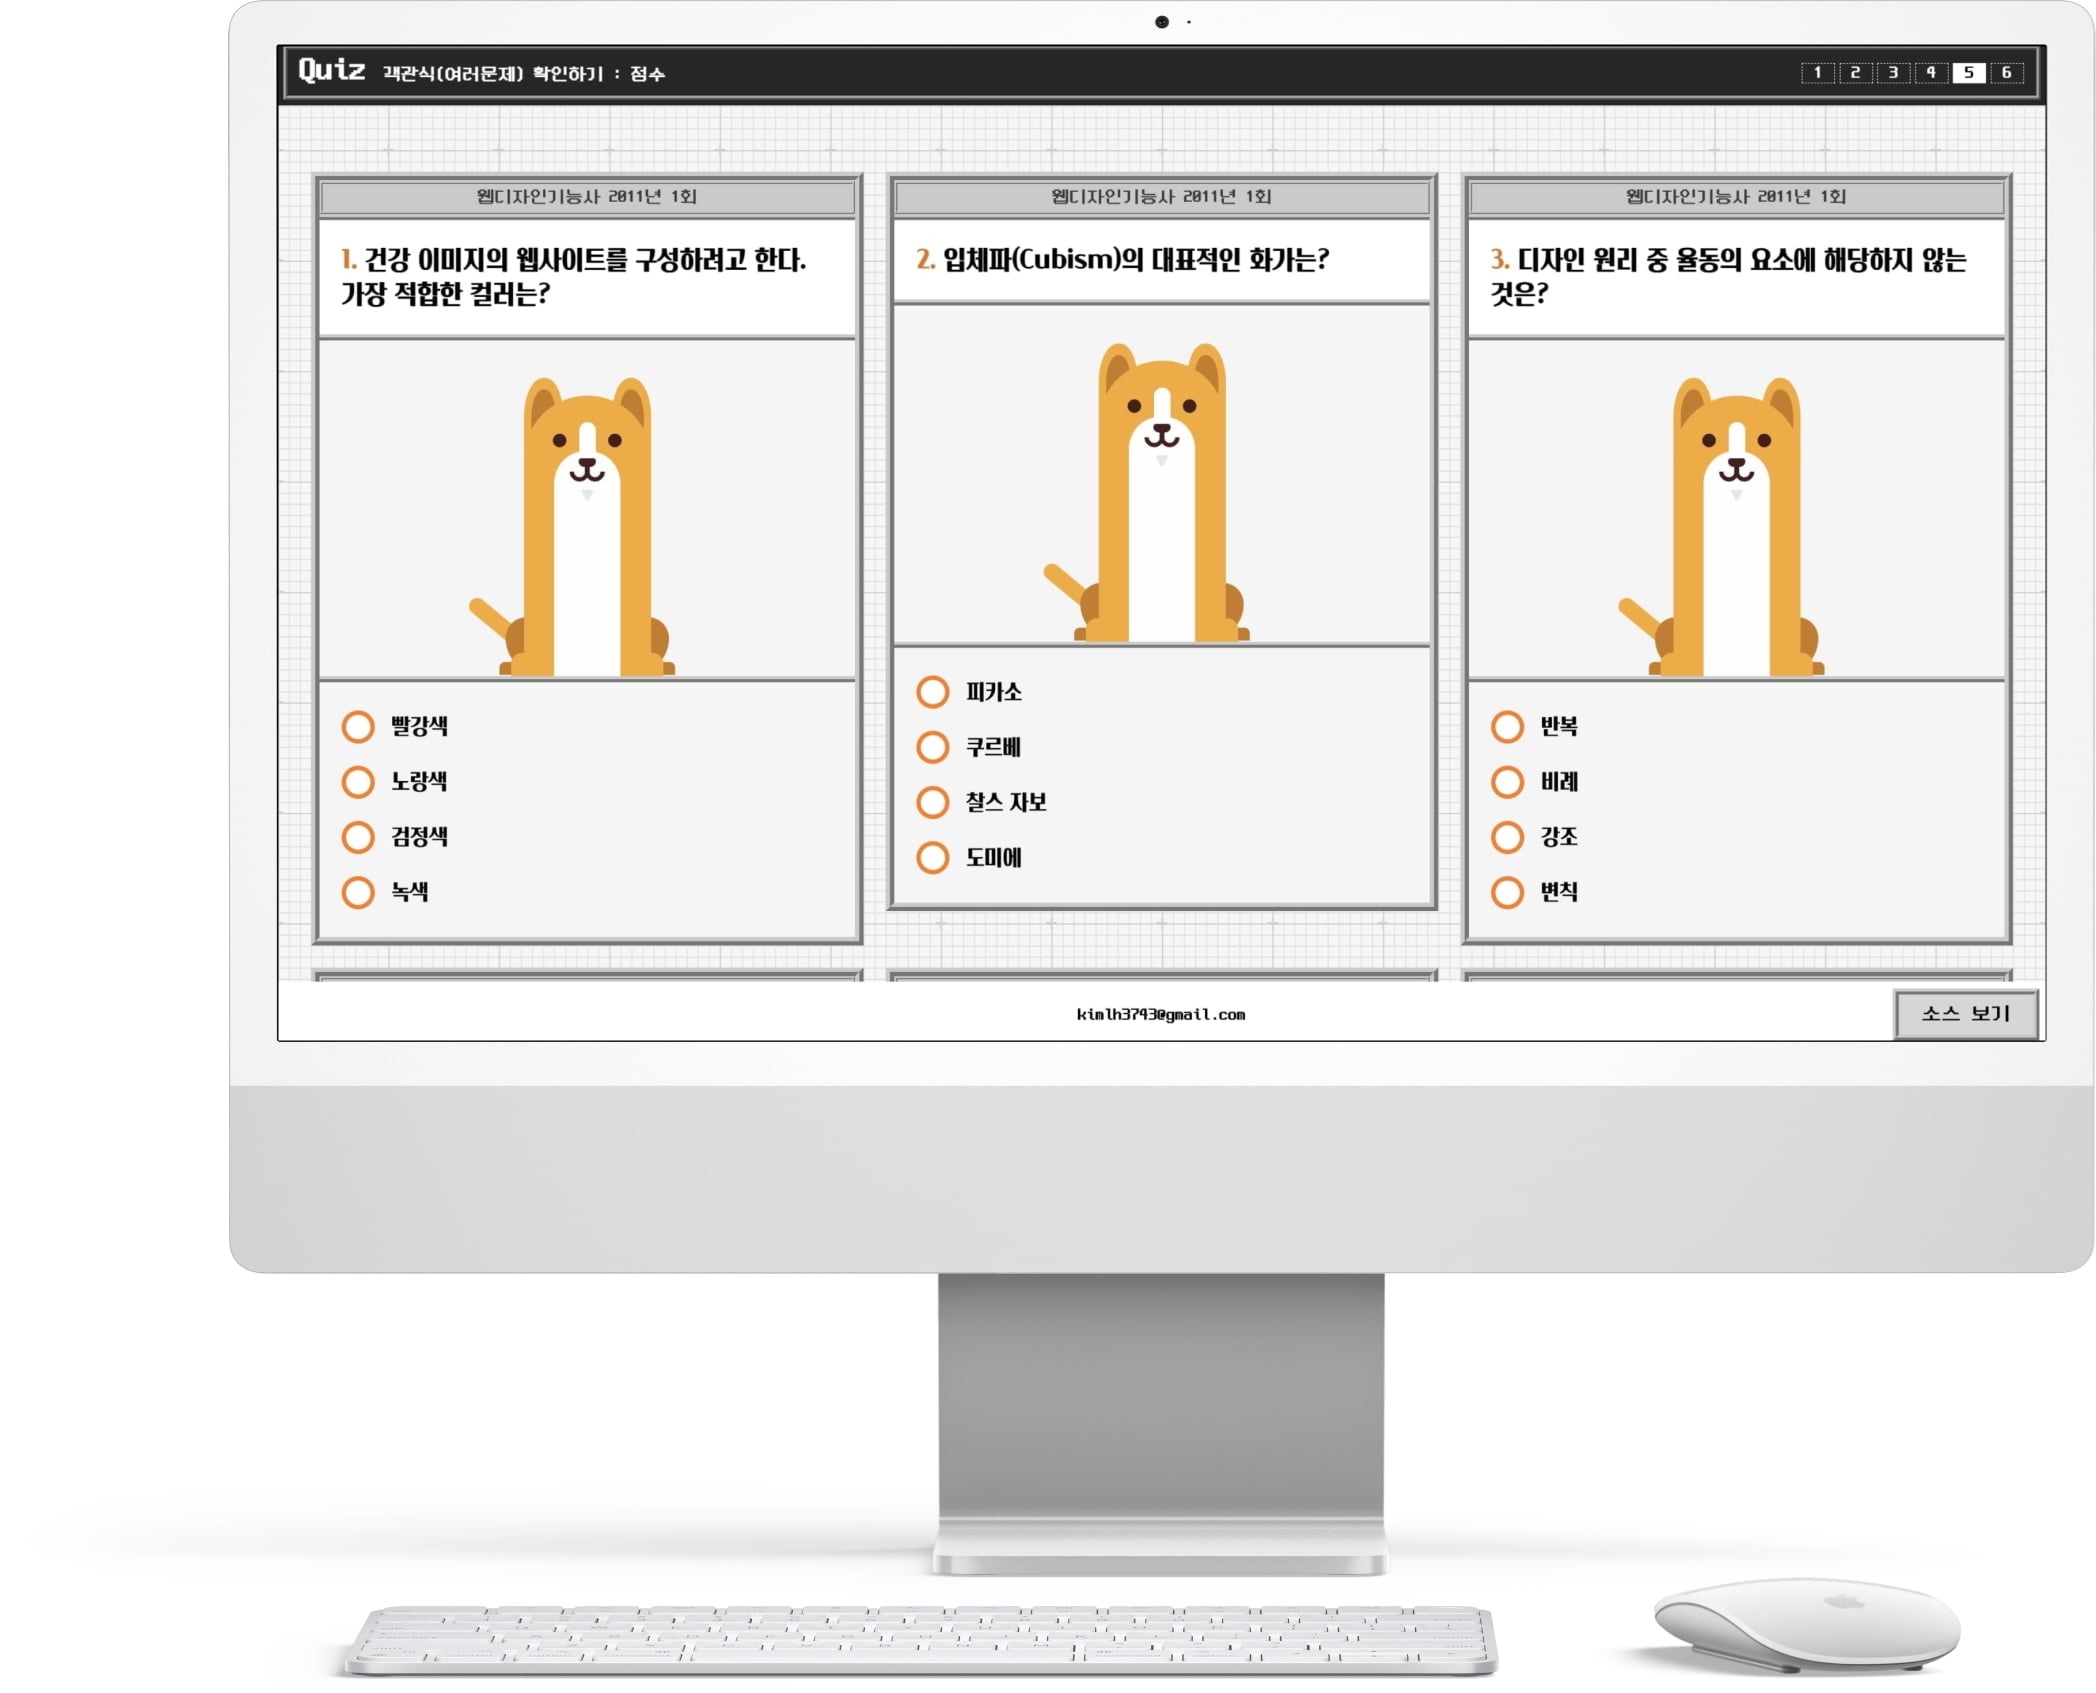 Quiz 객관식(여러문제) 확인하기 : 점수
1 2 3 4 5 6
웹디자인기능사 2011년 1회
1. 건강 이미지의 웹사이트를 구성하려고 한다.
가장 적합한 컬러는?
빨강색
노랑색
검정색
녹색
웹디자인기능사 2011년 1회
2. 입체파(Cubism)의 대표적인 화가는?
피카소
쿠르베
찰스 자보
도미에
웹디자인기능사 2011년 1회
3. 디자인 원리 중 율동의 요소에 해당하지 않는
것은?
반복
비례
강조
변칙
kimlh3743@gmail.com
소스 보기